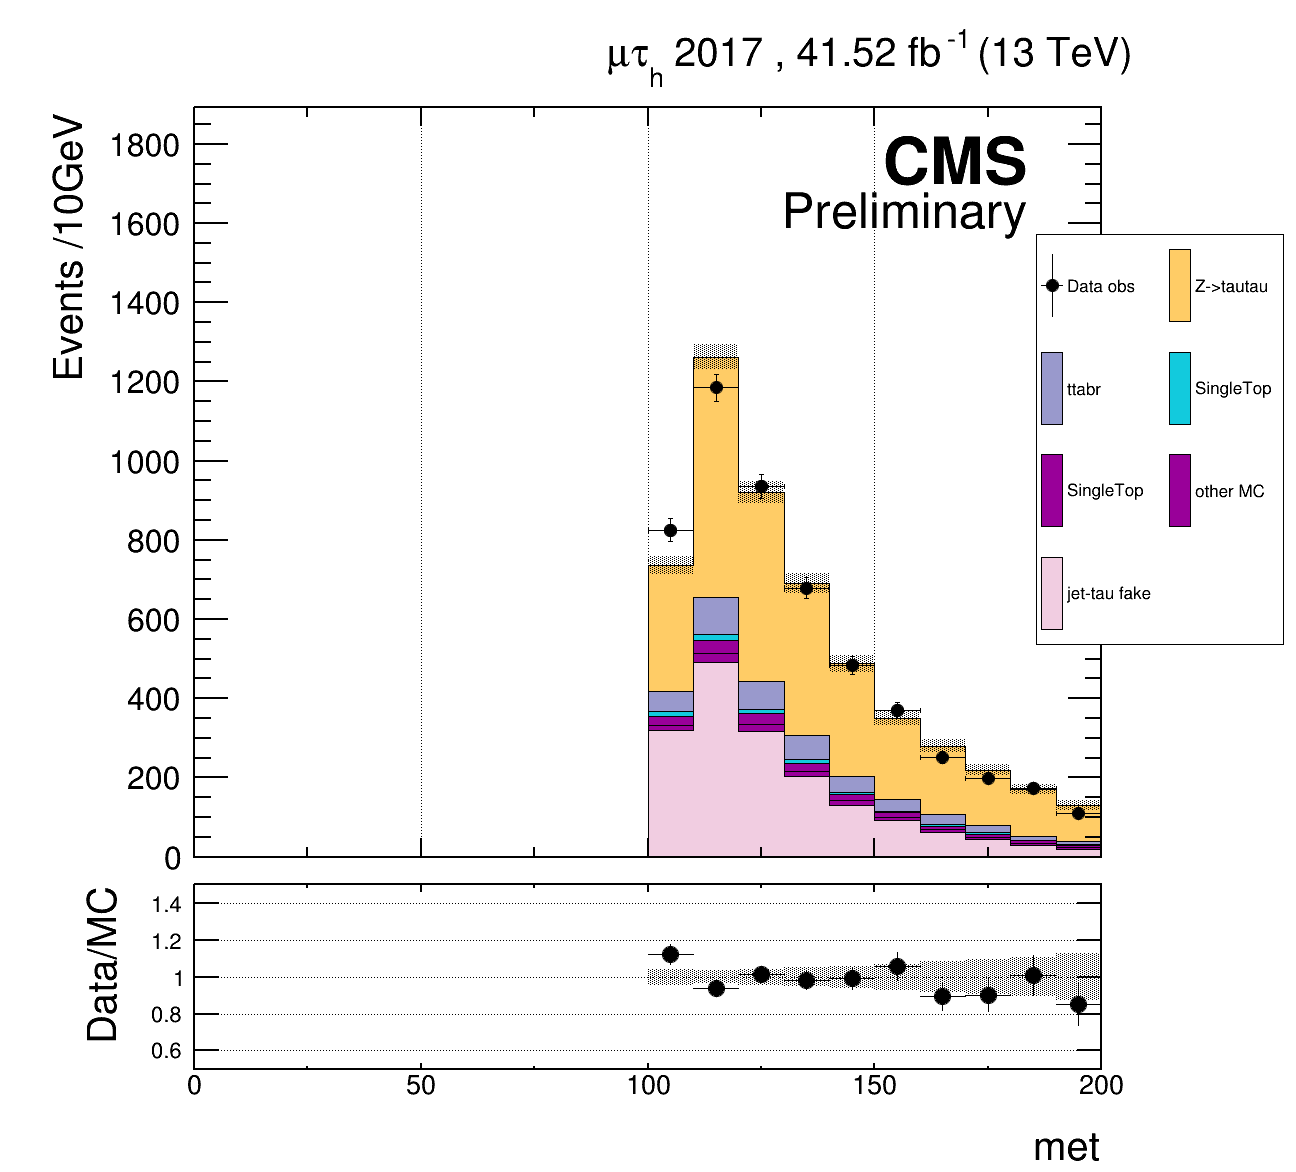 μτh 2017 , 41.52 fb-1 (13 TeV)
CMS
Preliminary
Events /10GeV
1800
1600
1400
1200
1000
800
600
400
200
0
Data obs
Z->tautau
ttabr
SingleTop
SingleTop
other MC
jet-tau fake
Data/MC
1.4
1.2
1
0.8
0.6
0
50
100
150
200
met